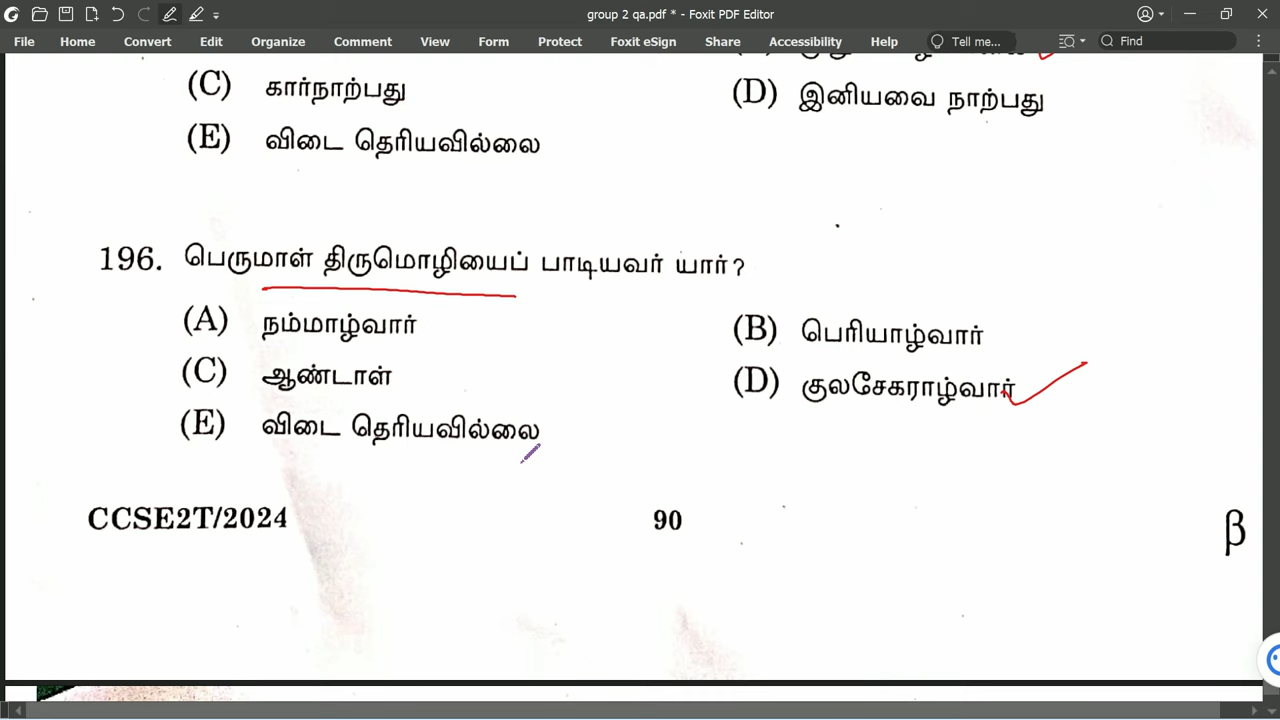 group 2 qa.pdf * - Foxit PDF Editor
File Home Convert Edit Organize Comment View Form Protect Foxit eSign Share Accessibility Help Tell me... Find
(C) கார்நாற்பது (D) இனியவை நாற்பது
(E) விடை தெரியவில்லை
196. பெருமாள் திருமொழியைப் பாடியவர் யார்?
(A) நம்மாழ்வார் (B) பெரியாழ்வார்
(C) ஆண்டாள் (D) குலசேகராழ்வார்
(E) விடை தெரியவில்லை
CCSE2T/2024 90 β